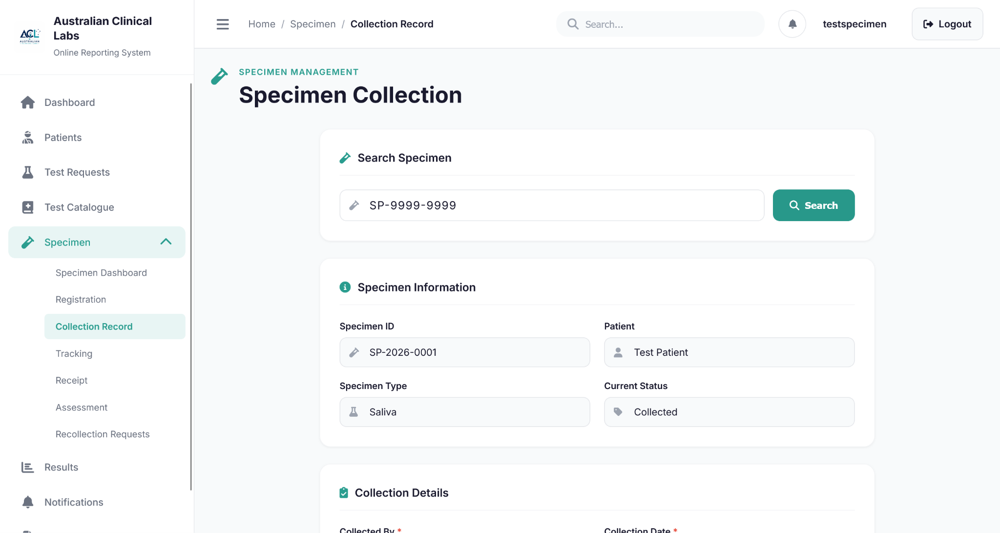 Australian Clinical
Labs
Online Reporting System
ACL
AUSTRALIAN
Home / Specimen / Collection Record
Search...
testspecimen
Logout
Dashboard
Patients
Test Requests
Test Catalogue
Specimen
Specimen Dashboard
Registration
Collection Record
Tracking
Receipt
Assessment
Recollection Requests
Results
Notifications
SPECIMEN MANAGEMENT
Specimen Collection
Search Specimen
SP-9999-9999
Search
Specimen Information
Specimen ID
SP-2026-0001
Patient
Test Patient
Specimen Type
Saliva
Current Status
Collected
Collection Details
Collected By *
Collection Date *